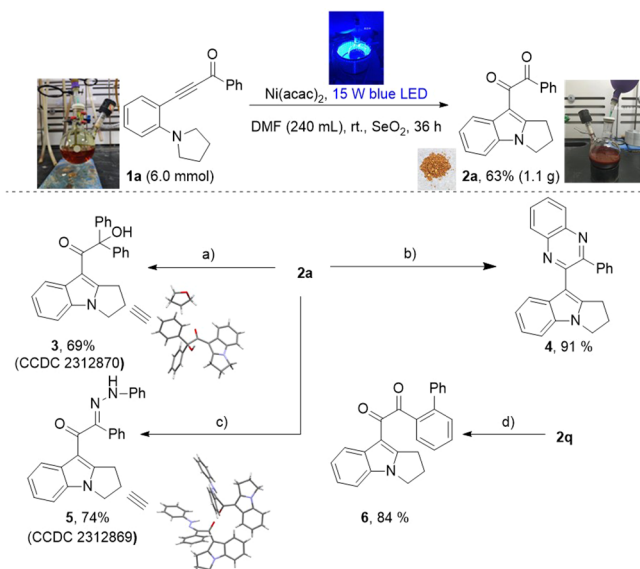 O
Ph
N
1a (6.0 mmol)
Ni(acac)2, 15 W blue LED
DMF (240 mL), rt., SeO2, 36 h
O
O
Ph
N
2a, 63% (1.1 g)
Ph
OH
O
Ph
N
3, 69%
(CCDC 2312870)
a)
2a
b)
N
N
Ph
N
4, 91 %
H
N
N
Ph
O
Ph
N
5, 74%
(CCDC 2312869)
c)
Ph
O
O
N
6, 84 %
d)
2q